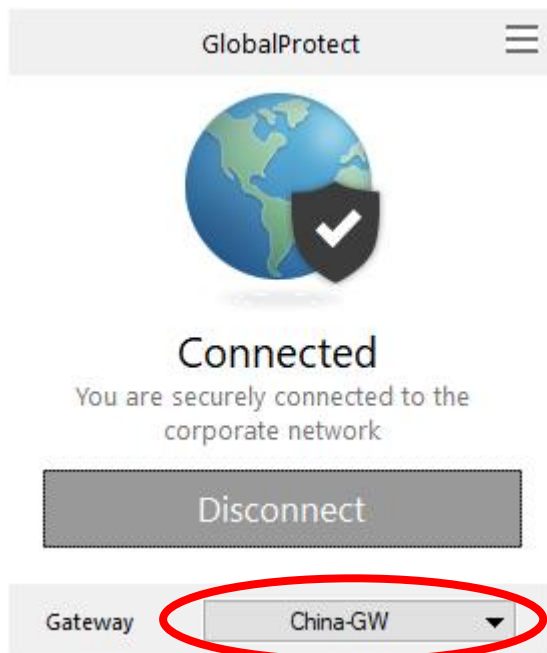 GlobalProtect
Connected
You are securely connected to the
corporate network
Disconnect
Gateway China-GW